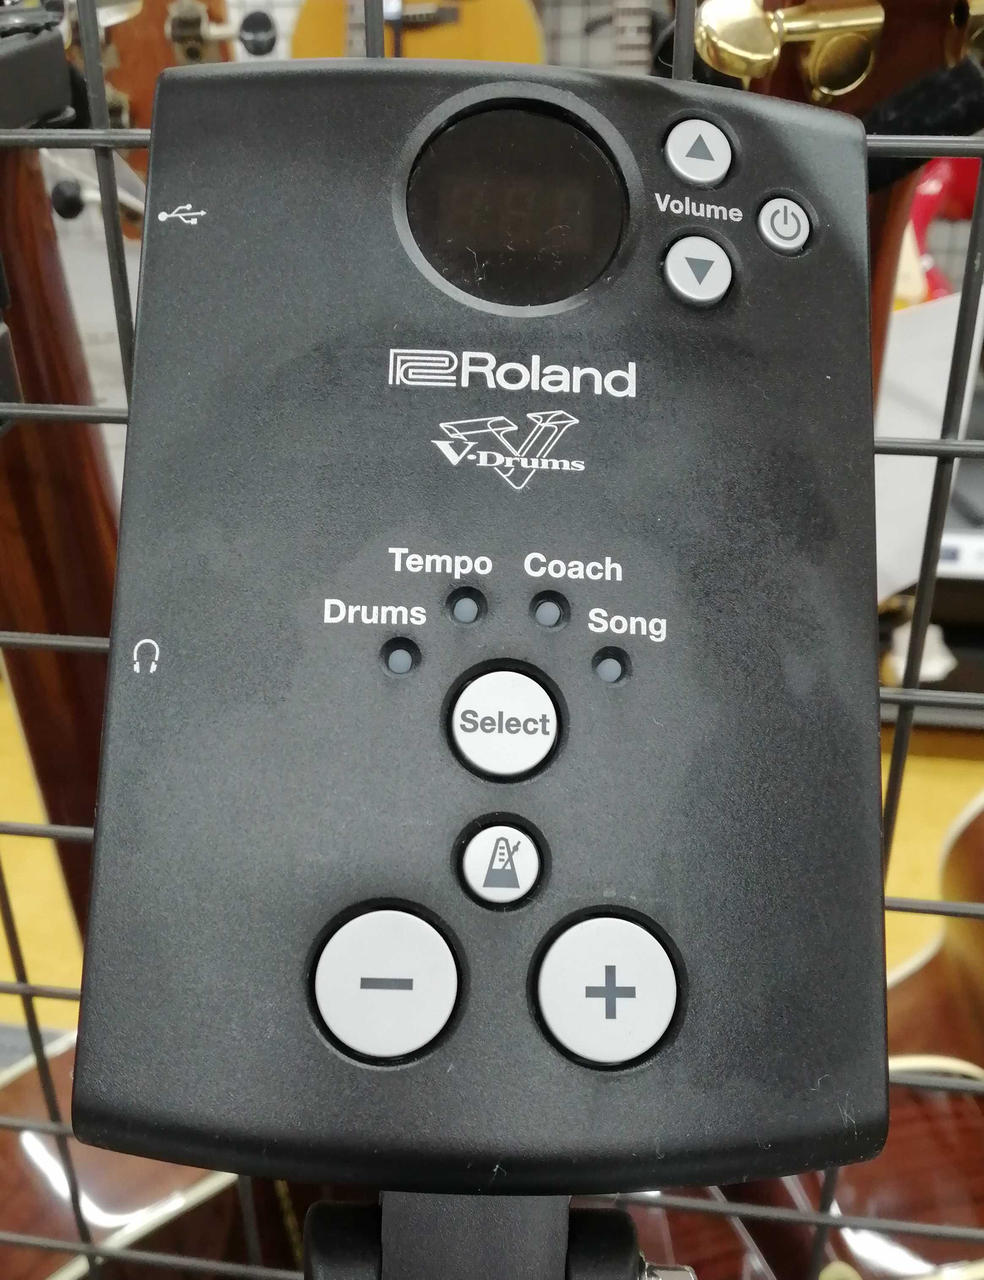 Volume
Roland
V-Drums
Tempo Coach
Drums Song
Select